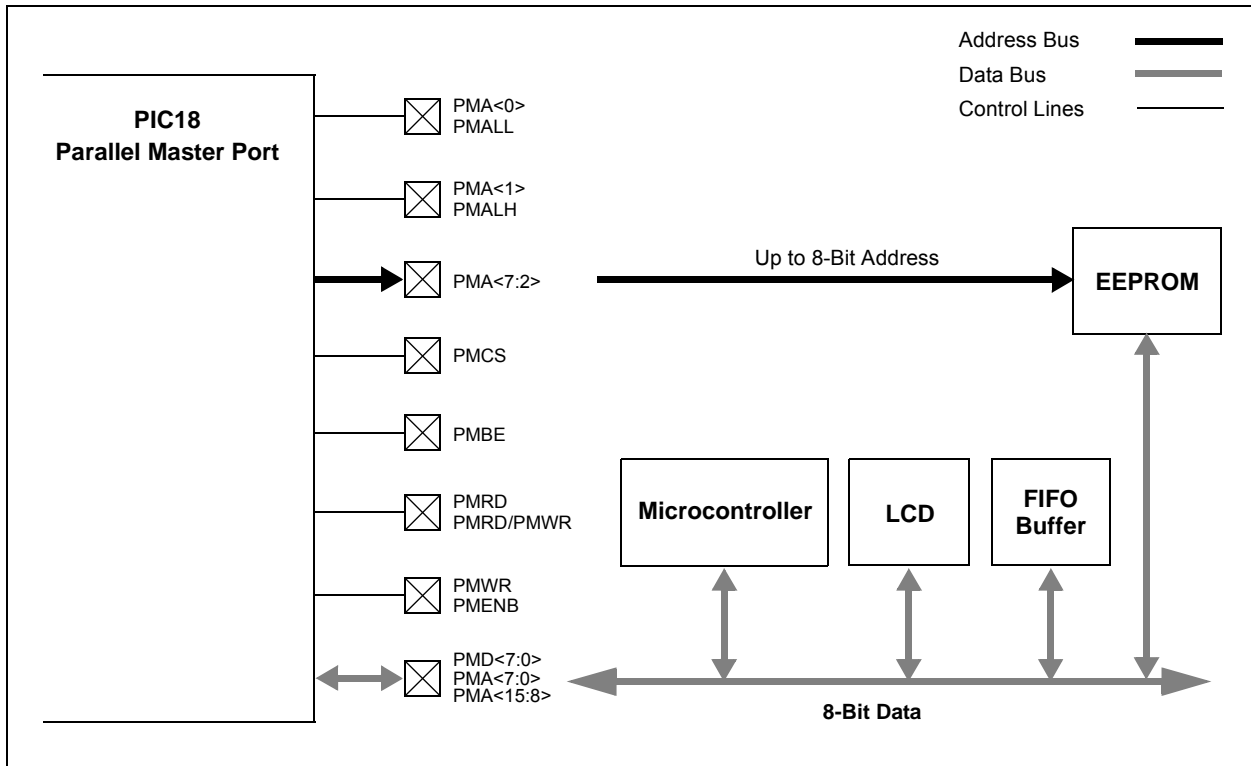 Address Bus
Data Bus
Control Lines
PIC18
Parallel Master Port
PMA<0>
PMALL
PMA<1>
PMALH
PMA<7:2>
Up to 8-Bit Address
EEPROM
PMCS
PMBE
PMRD
PMRD/PMWR
Microcontroller
LCD
FIFO
Buffer
PMWR
PMENB
PMD<7:0>
PMA<7:0>
PMA<15:8>
8-Bit Data